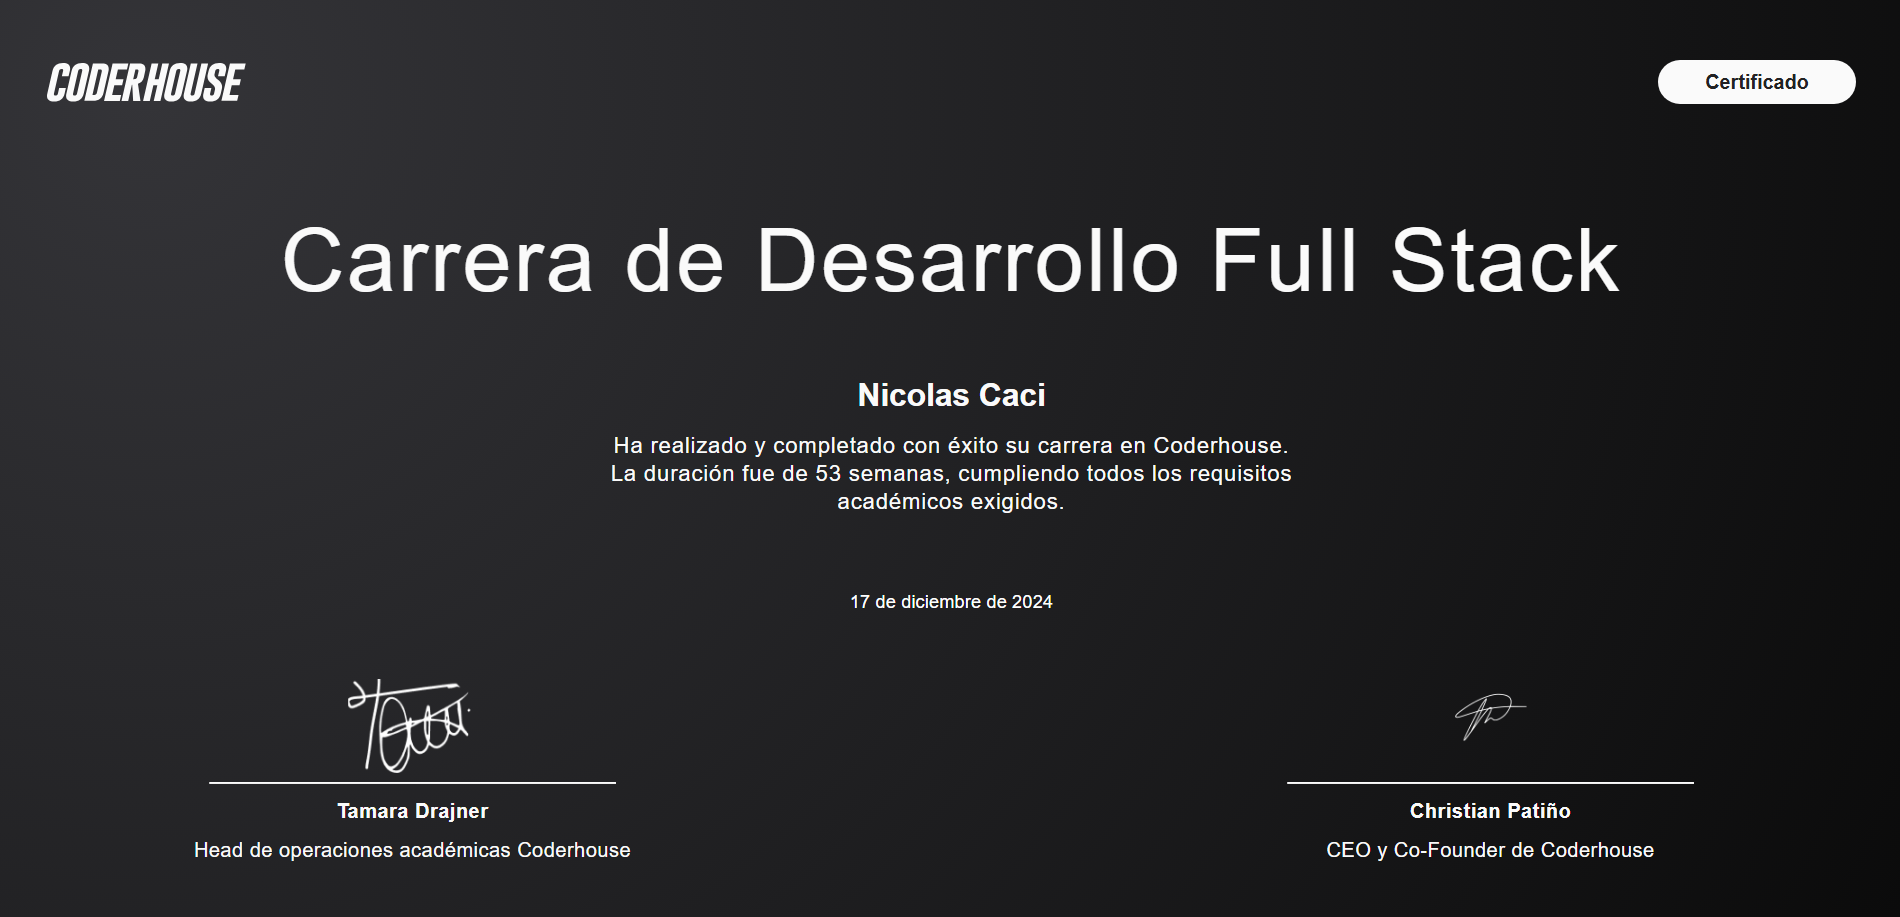 CODERHOUSE
Certificado
Carrera de Desarrollo Full Stack
Nicolas Caci
Ha realizado y completado con éxito su carrera en Coderhouse.
La duración fue de 53 semanas, cumpliendo todos los requisitos
académicos exigidos.
17 de diciembre de 2024
Tamara Drajner
Head de operaciones académicas Coderhouse
Christian Patiño
CEO y Co-Founder de Coderhouse